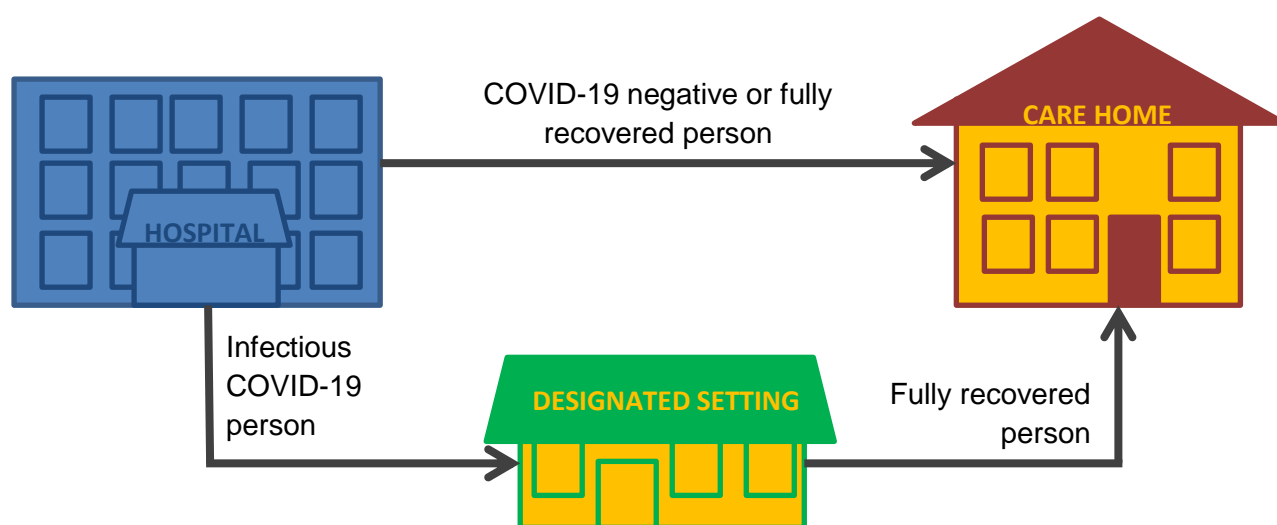 COVID-19 negative or fully
recovered person
CARE HOME
HOSPITAL
Infectious
COVID-19
person
DESIGNATED SETTING
Fully recovered
person